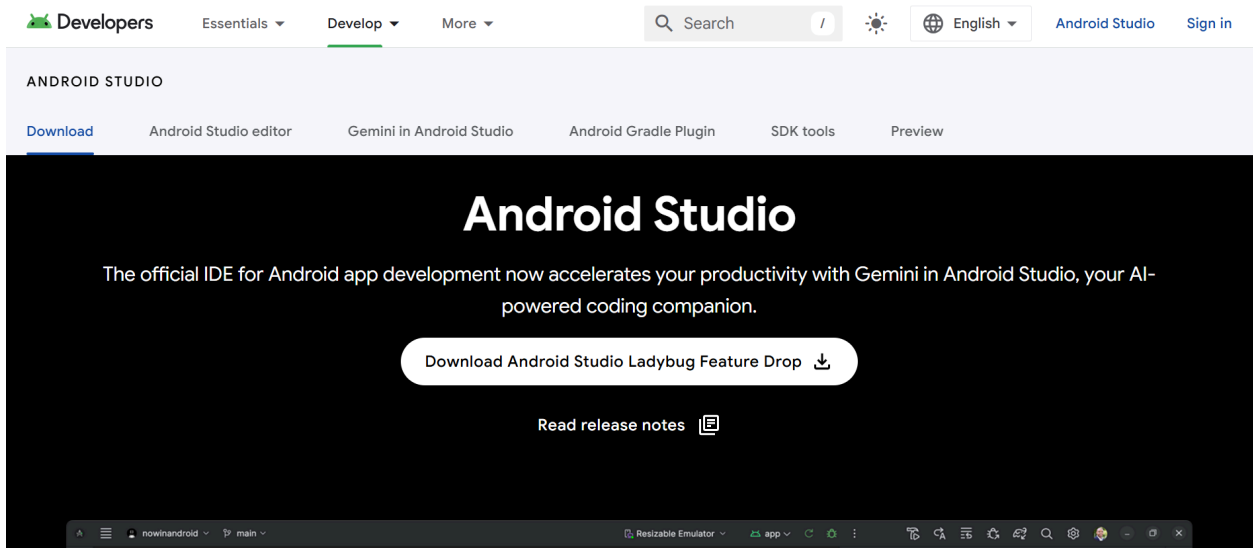 Developers Essentials Develop More Search / English Android Studio Sign in
ANDROID STUDIO
Download Android Studio editor Gemini in Android Studio Android Gradle Plugin SDK tools Preview
Android Studio
The official IDE for Android app development now accelerates your productivity with Gemini in Android Studio, your AI-
powered coding companion.
Download Android Studio Ladybug Feature Drop
Read release notes
nowinandroid main Resizable Emulator app